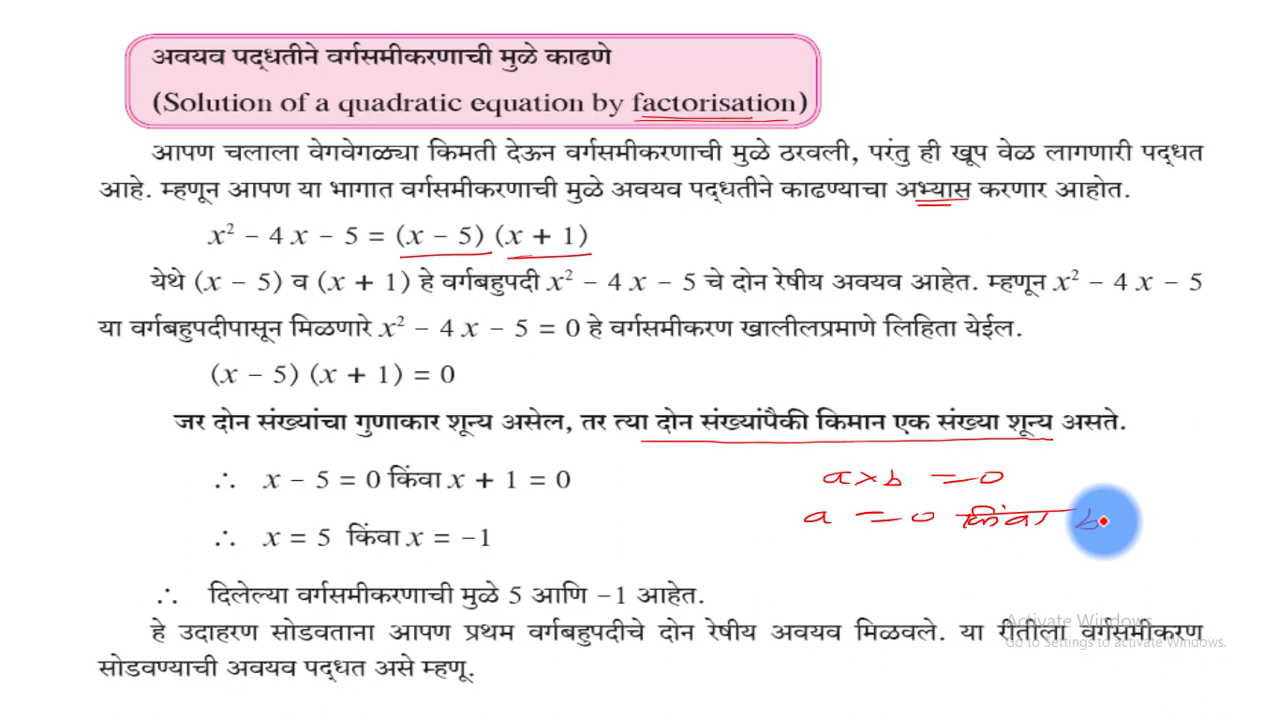 अवयव पद्धतीने वर्गसमीकरणाची मुळे काढणे
(Solution of a quadratic equation by factorisation)
आपण चलाला वेगवेगळ्या किमती देऊन वर्गसमीकरणाची मुळे ठरवली, परंतु ही खूप वेळ लागणारी पद्धत
आहे. म्हणून आपण या भागात वर्गसमीकरणाची मुळे अवयव पद्धतीने काढण्याचा अभ्यास करणार आहोत.
x² − 4x − 5 = (x − 5) (x + 1)
येथे (x − 5) व (x + 1) हे वर्गबहुपदी x² − 4x − 5 चे दोन रेषीय अवयव आहेत. म्हणून x² − 4x − 5
या वर्गबहुपदीपासून मिळणारे x² − 4x − 5 = 0 हे वर्गसमीकरण खालीलप्रमाणे लिहिता येईल.
(x − 5) (x + 1) = 0
जर दोन संख्यांचा गुणाकार शून्य असेल, तर त्या दोन संख्यांपैकी किमान एक संख्या शून्य असते.
∴ x − 5 = 0 किंवा x + 1 = 0
a × b = 0
a = 0 किंवा b
∴ x = 5 किंवा x = −1
∴ दिलेल्या वर्गसमीकरणाची मुळे 5 आणि −1 आहेत.
हे उदाहरण सोडवताना आपण प्रथम वर्गबहुपदीचे दोन रेषीय अवयव मिळवले. या रीतीला वर्गसमीकरण
सोडवण्याची अवयव पद्धत असे म्हणू.
Activate Windows
Go to Settings to activate Windows.